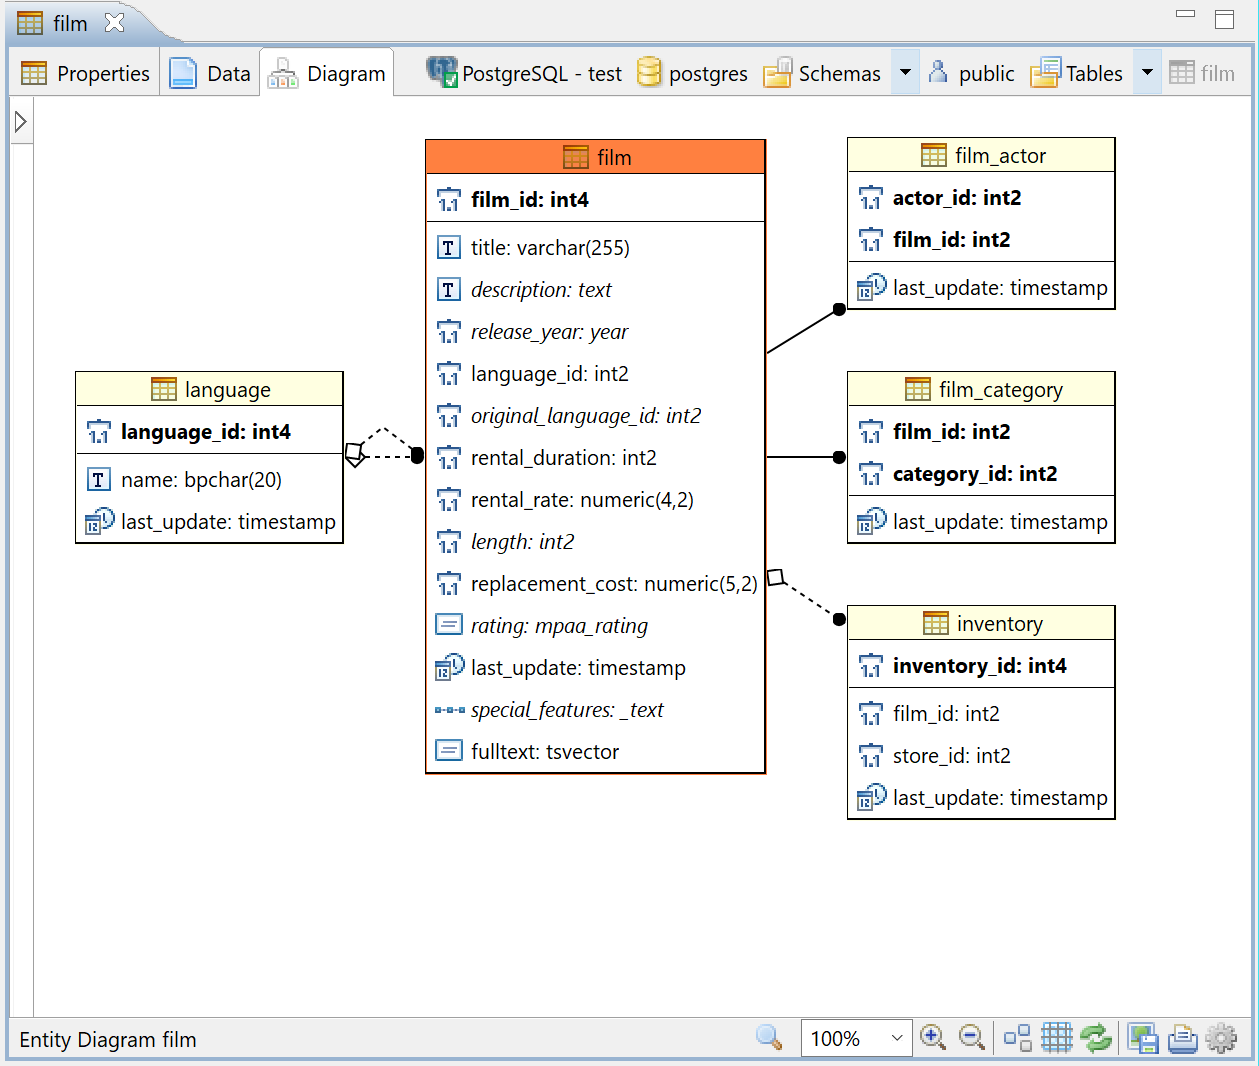 film
Properties
Data
Diagram
PostgreSQL - test
postgres
Schemas
public
Tables
film
film
film_id: int4
title: varchar(255)
description: text
release_year: year
language_id: int2
original_language_id: int2
rental_duration: int2
rental_rate: numeric(4,2)
length: int2
replacement_cost: numeric(5,2)
rating: mpaa_rating
last_update: timestamp
special_features: _text
fulltext: tsvector
language
language_id: int4
name: bpchar(20)
last_update: timestamp
film_actor
actor_id: int2
film_id: int2
last_update: timestamp
film_category
film_id: int2
category_id: int2
last_update: timestamp
inventory
inventory_id: int4
film_id: int2
store_id: int2
last_update: timestamp
Entity Diagram film
100%